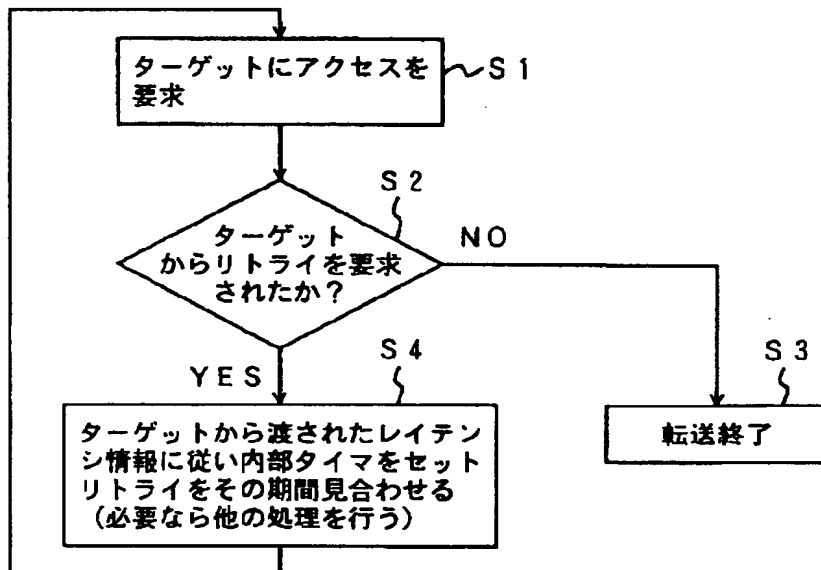 ターゲットにアクセスを
要求
S1
S2
ターゲット
からリトライを要求
されたか？
NO
YES
S4
S3
ターゲットから渡されたレイテン
シ情報に従い内部タイマをセット
リトライをその期間見合わせる
（必要なら他の処理を行う）
転送終了